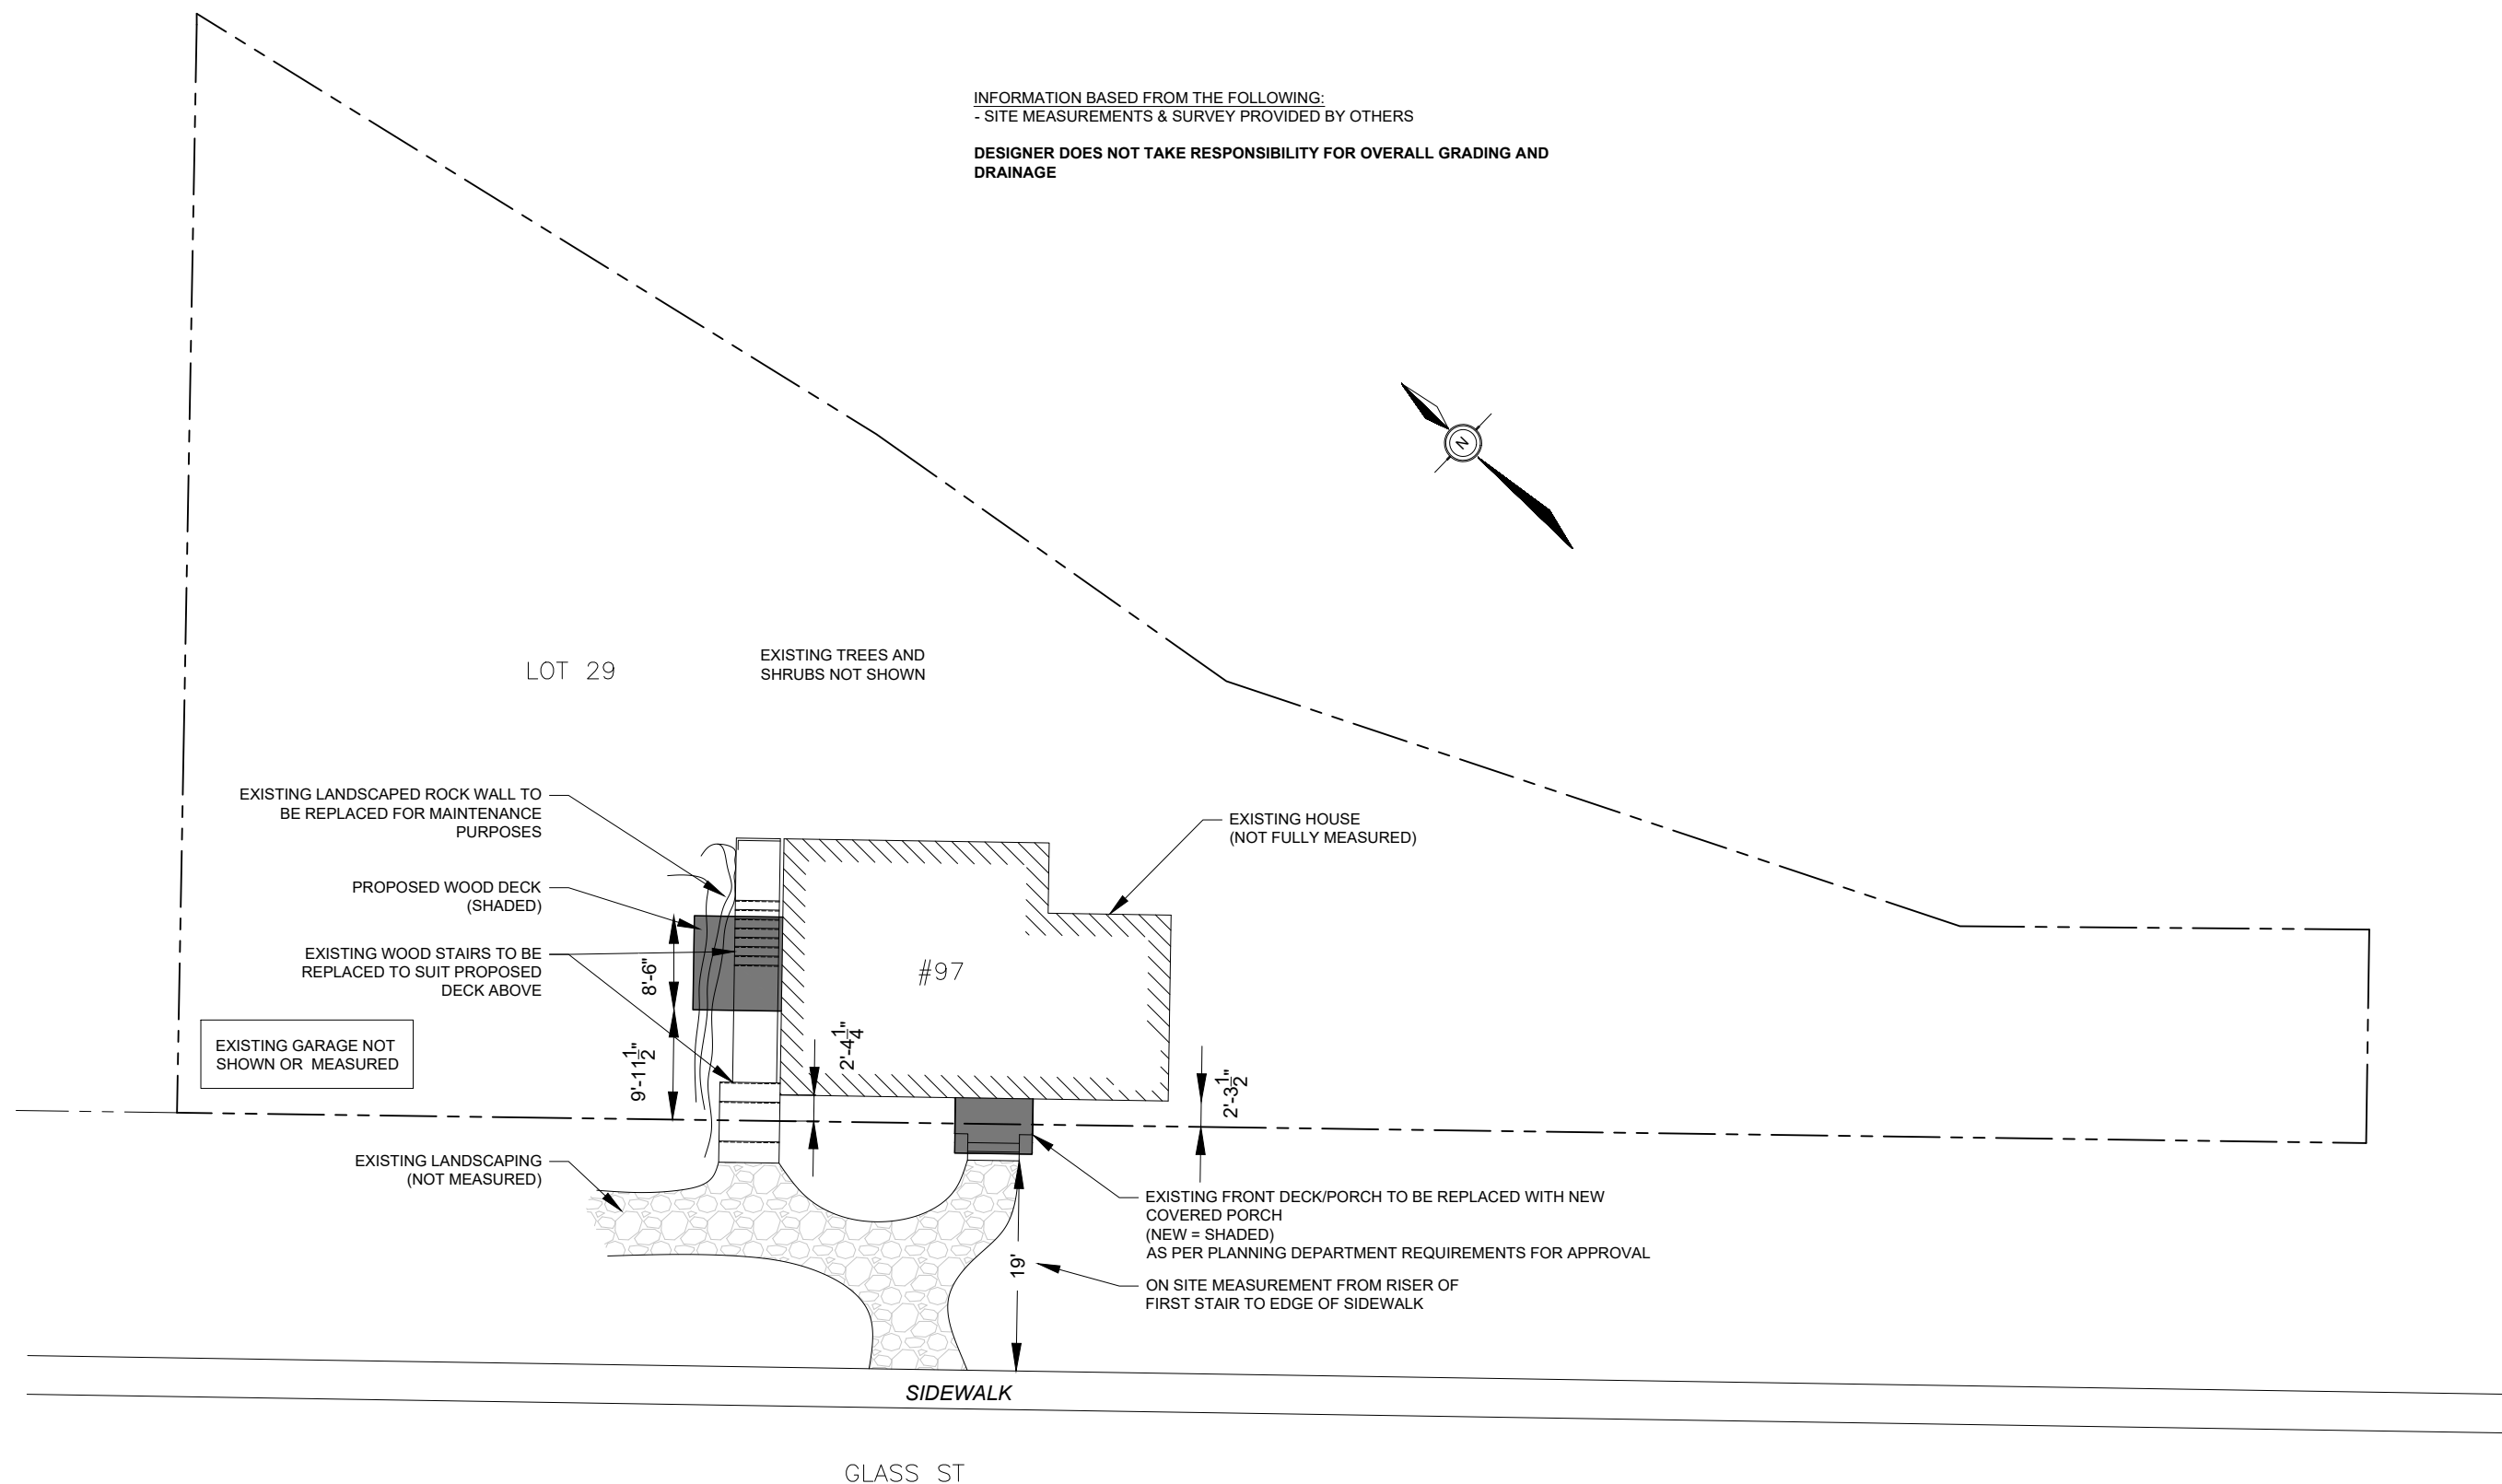 INFORMATION BASED FROM THE FOLLOWING:
- SITE MEASUREMENTS & SURVEY PROVIDED BY OTHERS
DESIGNER DOES NOT TAKE RESPONSIBILITY FOR OVERALL GRADING AND
DRAINAGE
N
LOT 29
EXISTING TREES AND
SHRUBS NOT SHOWN
EXISTING LANDSCAPED ROCK WALL TO
BE REPLACED FOR MAINTENANCE
PURPOSES
EXISTING HOUSE
(NOT FULLY MEASURED)
PROPOSED WOOD DECK
(SHADED)
EXISTING WOOD STAIRS TO BE
REPLACED TO SUIT PROPOSED
DECK ABOVE
8'-6"
#97
EXISTING GARAGE NOT
SHOWN OR MEASURED
9'-11 1/2"
2'-4 1/4"
2'-3 1/2"
EXISTING LANDSCAPING
(NOT MEASURED)
EXISTING FRONT DECK/PORCH TO BE REPLACED WITH NEW
COVERED PORCH
(NEW = SHADED)
AS PER PLANNING DEPARTMENT REQUIREMENTS FOR APPROVAL
19'
ON SITE MEASUREMENT FROM RISER OF
FIRST STAIR TO EDGE OF SIDEWALK
SIDEWALK
GLASS ST